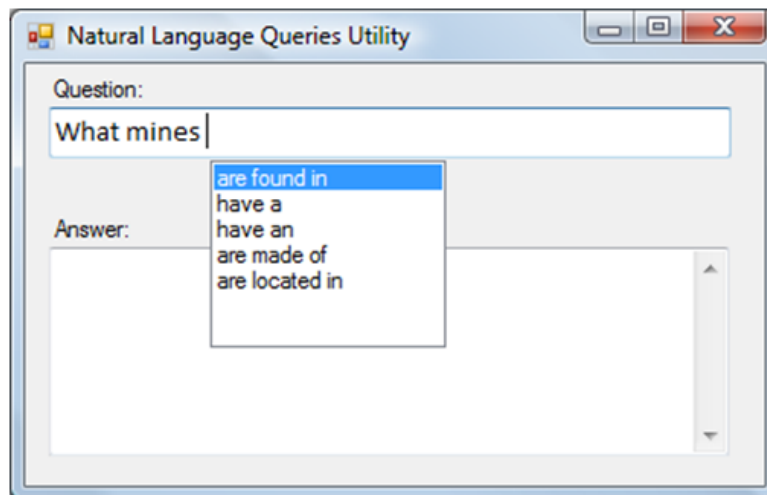 Natural Language Queries Utility
Question:
What mines
are found in
have a
have an
Answer:
are made of
are located in